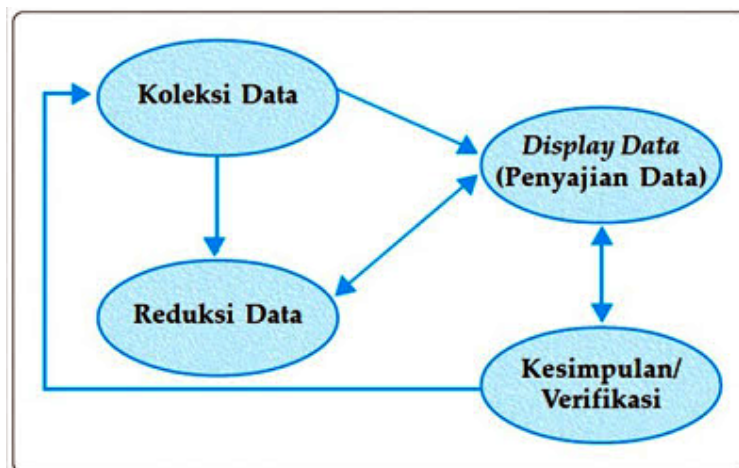 Koleksi Data
Display Data
(Penyajian Data)
Reduksi Data
Kesimpulan/
Verifikasi